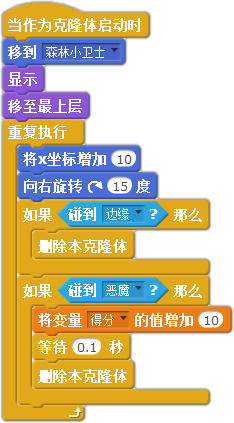 当作为克隆体启动时
移到 森林小卫士
显示
移至最上层
重复执行
将x坐标增加 10
向右旋转 15 度
如果 碰到 边缘 ? 那么
删除本克隆体
如果 碰到 恶魔 ? 那么
将变量 得分 的值增加 10
等待 0.1 秒
删除本克隆体